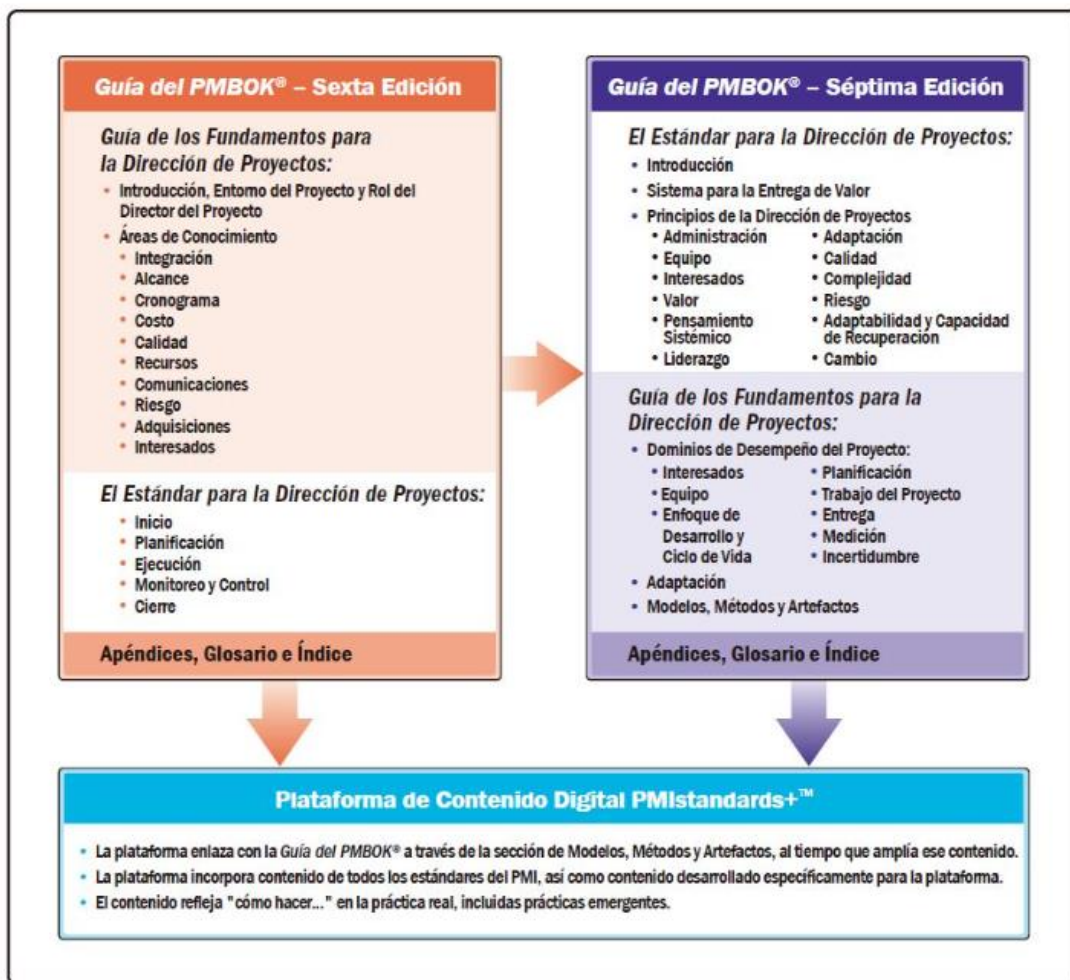 Guía del PMBOK® – Sexta Edición
Guía de los Fundamentos para
la Dirección de Proyectos:
• Introducción, Entorno del Proyecto y Rol del
Director del Proyecto
• Áreas de Conocimiento
• Integración
• Alcance
• Cronograma
• Costo
• Calidad
• Recursos
• Comunicaciones
• Riesgo
• Adquisiciones
• Interesados
El Estándar para la Dirección de Proyectos:
• Inicio
• Planificación
• Ejecución
• Monitoreo y Control
• Cierre
Apéndices, Glosario e Índice
Guía del PMBOK® – Séptima Edición
El Estándar para la Dirección de Proyectos:
• Introducción
• Sistema para la Entrega de Valor
• Principios de la Dirección de Proyectos
• Administración
• Equipo
• Interesados
• Valor
• Pensamiento
Sistémico
• Liderazgo
• Adaptación
• Calidad
• Complejidad
• Riesgo
• Adaptabilidad y Capacidad
de Recuperación
• Cambio
Guía de los Fundamentos para la
Dirección de Proyectos:
• Dominios de Desempeño del Proyecto:
• Interesados
• Equipo
• Enfoque de
Desarrollo y
Ciclo de Vida
• Planificación
• Trabajo del Proyecto
• Entrega
• Medición
• Incertidumbre
• Adaptación
• Modelos, Métodos y Artefactos
Apéndices, Glosario e Índice
Plataforma de Contenido Digital PMIstandards+™
• La plataforma enlaza con la Guía del PMBOK® a través de la sección de Modelos, Métodos y Artefactos, al tiempo que amplía ese contenido.
• La plataforma incorpora contenido de todos los estándares del PMI, así como contenido desarrollado específicamente para la plataforma.
• El contenido refleja "cómo hacer..." en la práctica real, incluidas prácticas emergentes.